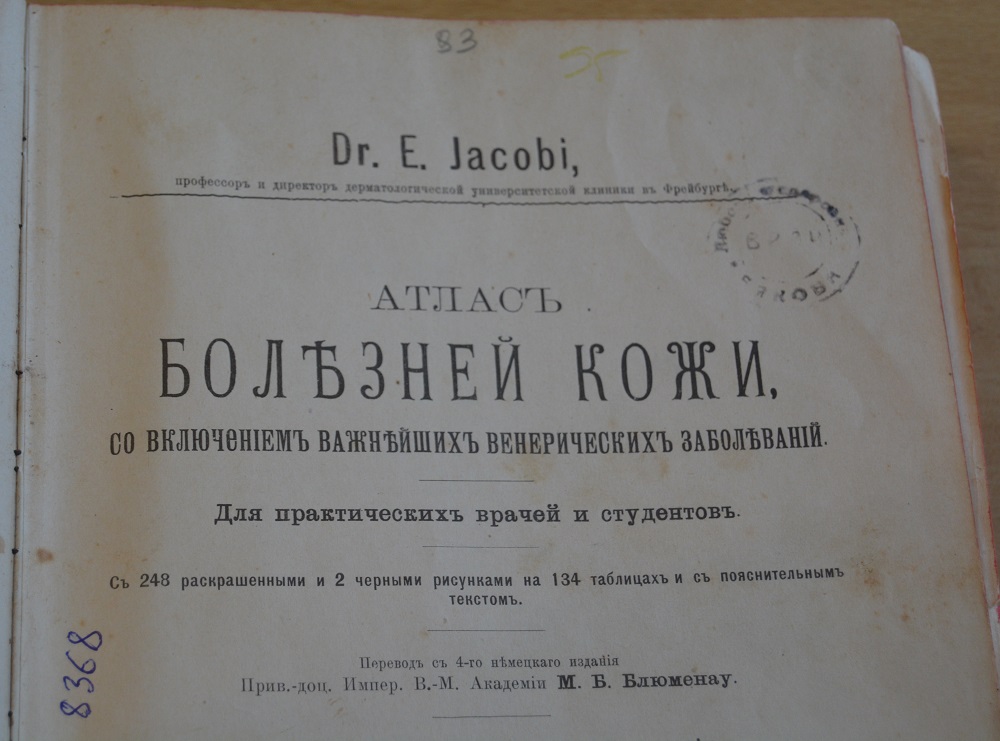 83
Dr. E. Jacobi,
профессоръ и директоръ дерматологической университетской клиники въ Фрейбургѣ.
АТЛАСЪ
БОЛѢЗНЕЙ КОЖИ,
СО ВКЛЮЧЕНІЕМЪ ВАЖНѢЙШИХЪ ВЕНЕРИЧЕСКИХЪ ЗАБОЛѢВАНІЙ.
Для практическихъ врачей и студентовъ.
Съ 248 раскрашенными и 2 черными рисунками на 134 таблицахъ и съ пояснительнымъ
текстомъ.
Переводъ съ 4-го нѣмецкаго изданія
Прив.-доц. Импер. В.-М. Академіи М. Б. Блюменау.
8368